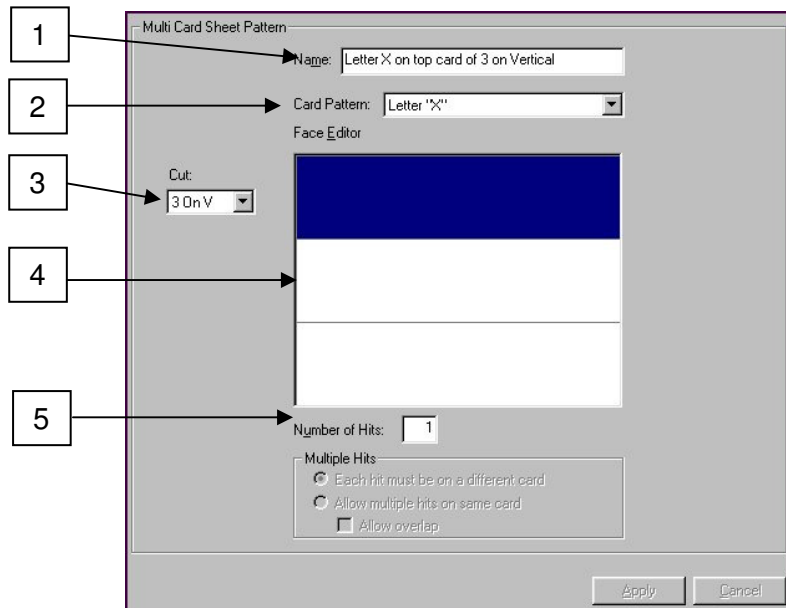 Multi Card Sheet Pattern
1
Name: Letter X on top card of 3 on Vertical
2
Card Pattern: Letter "X"
Face Editor
3
Cut:
3 On V
4
5
Number of Hits: 1
Multiple Hits
Each hit must be on a different card
Allow multiple hits on same card
Allow overlap
Apply Cancel